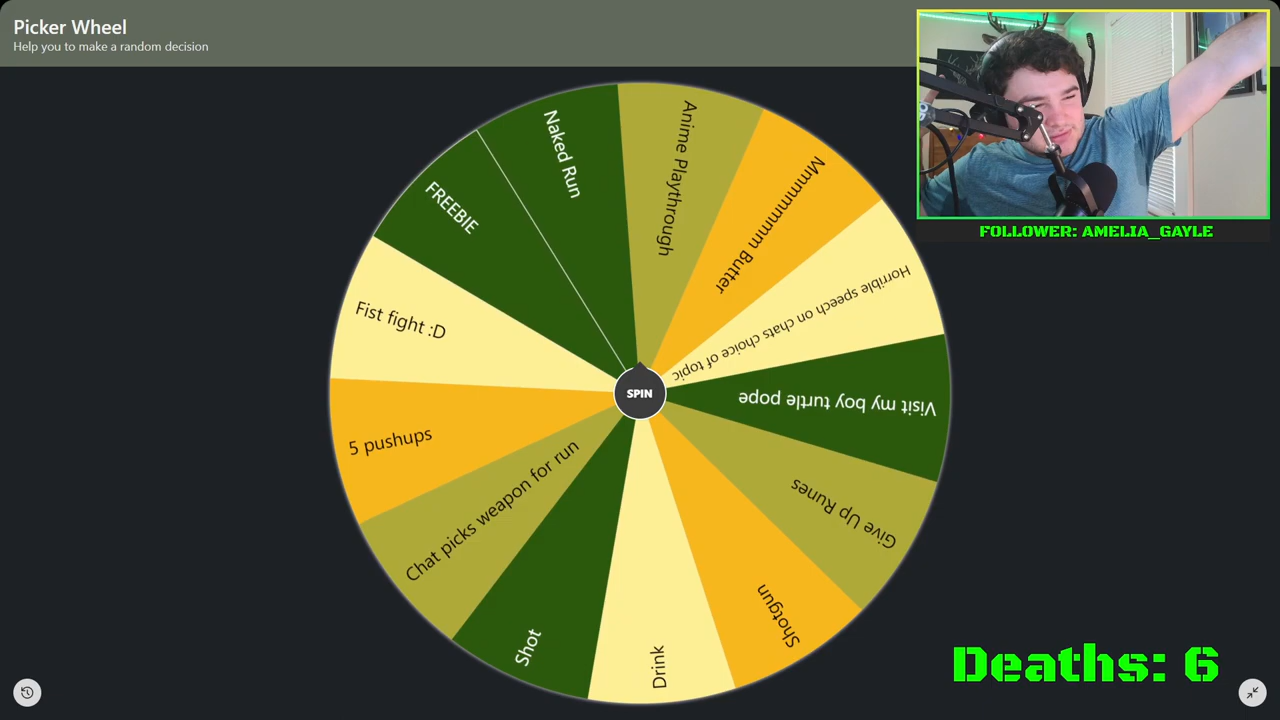 Picker Wheel
Help you to make a random decision
FOLLOWER: AMELIA_GAYLE
Naked Run
Anime Playthrough
Mmmmmmm Butter
Horrible speech on chats choice of topic
Visit my boy turtle pope
Give Up Runes
Shotgun
Drink
Shot
Chat picks weapon for run
5 pushups
Fist fight :D
FREEBIE
SPIN
Deaths: 6